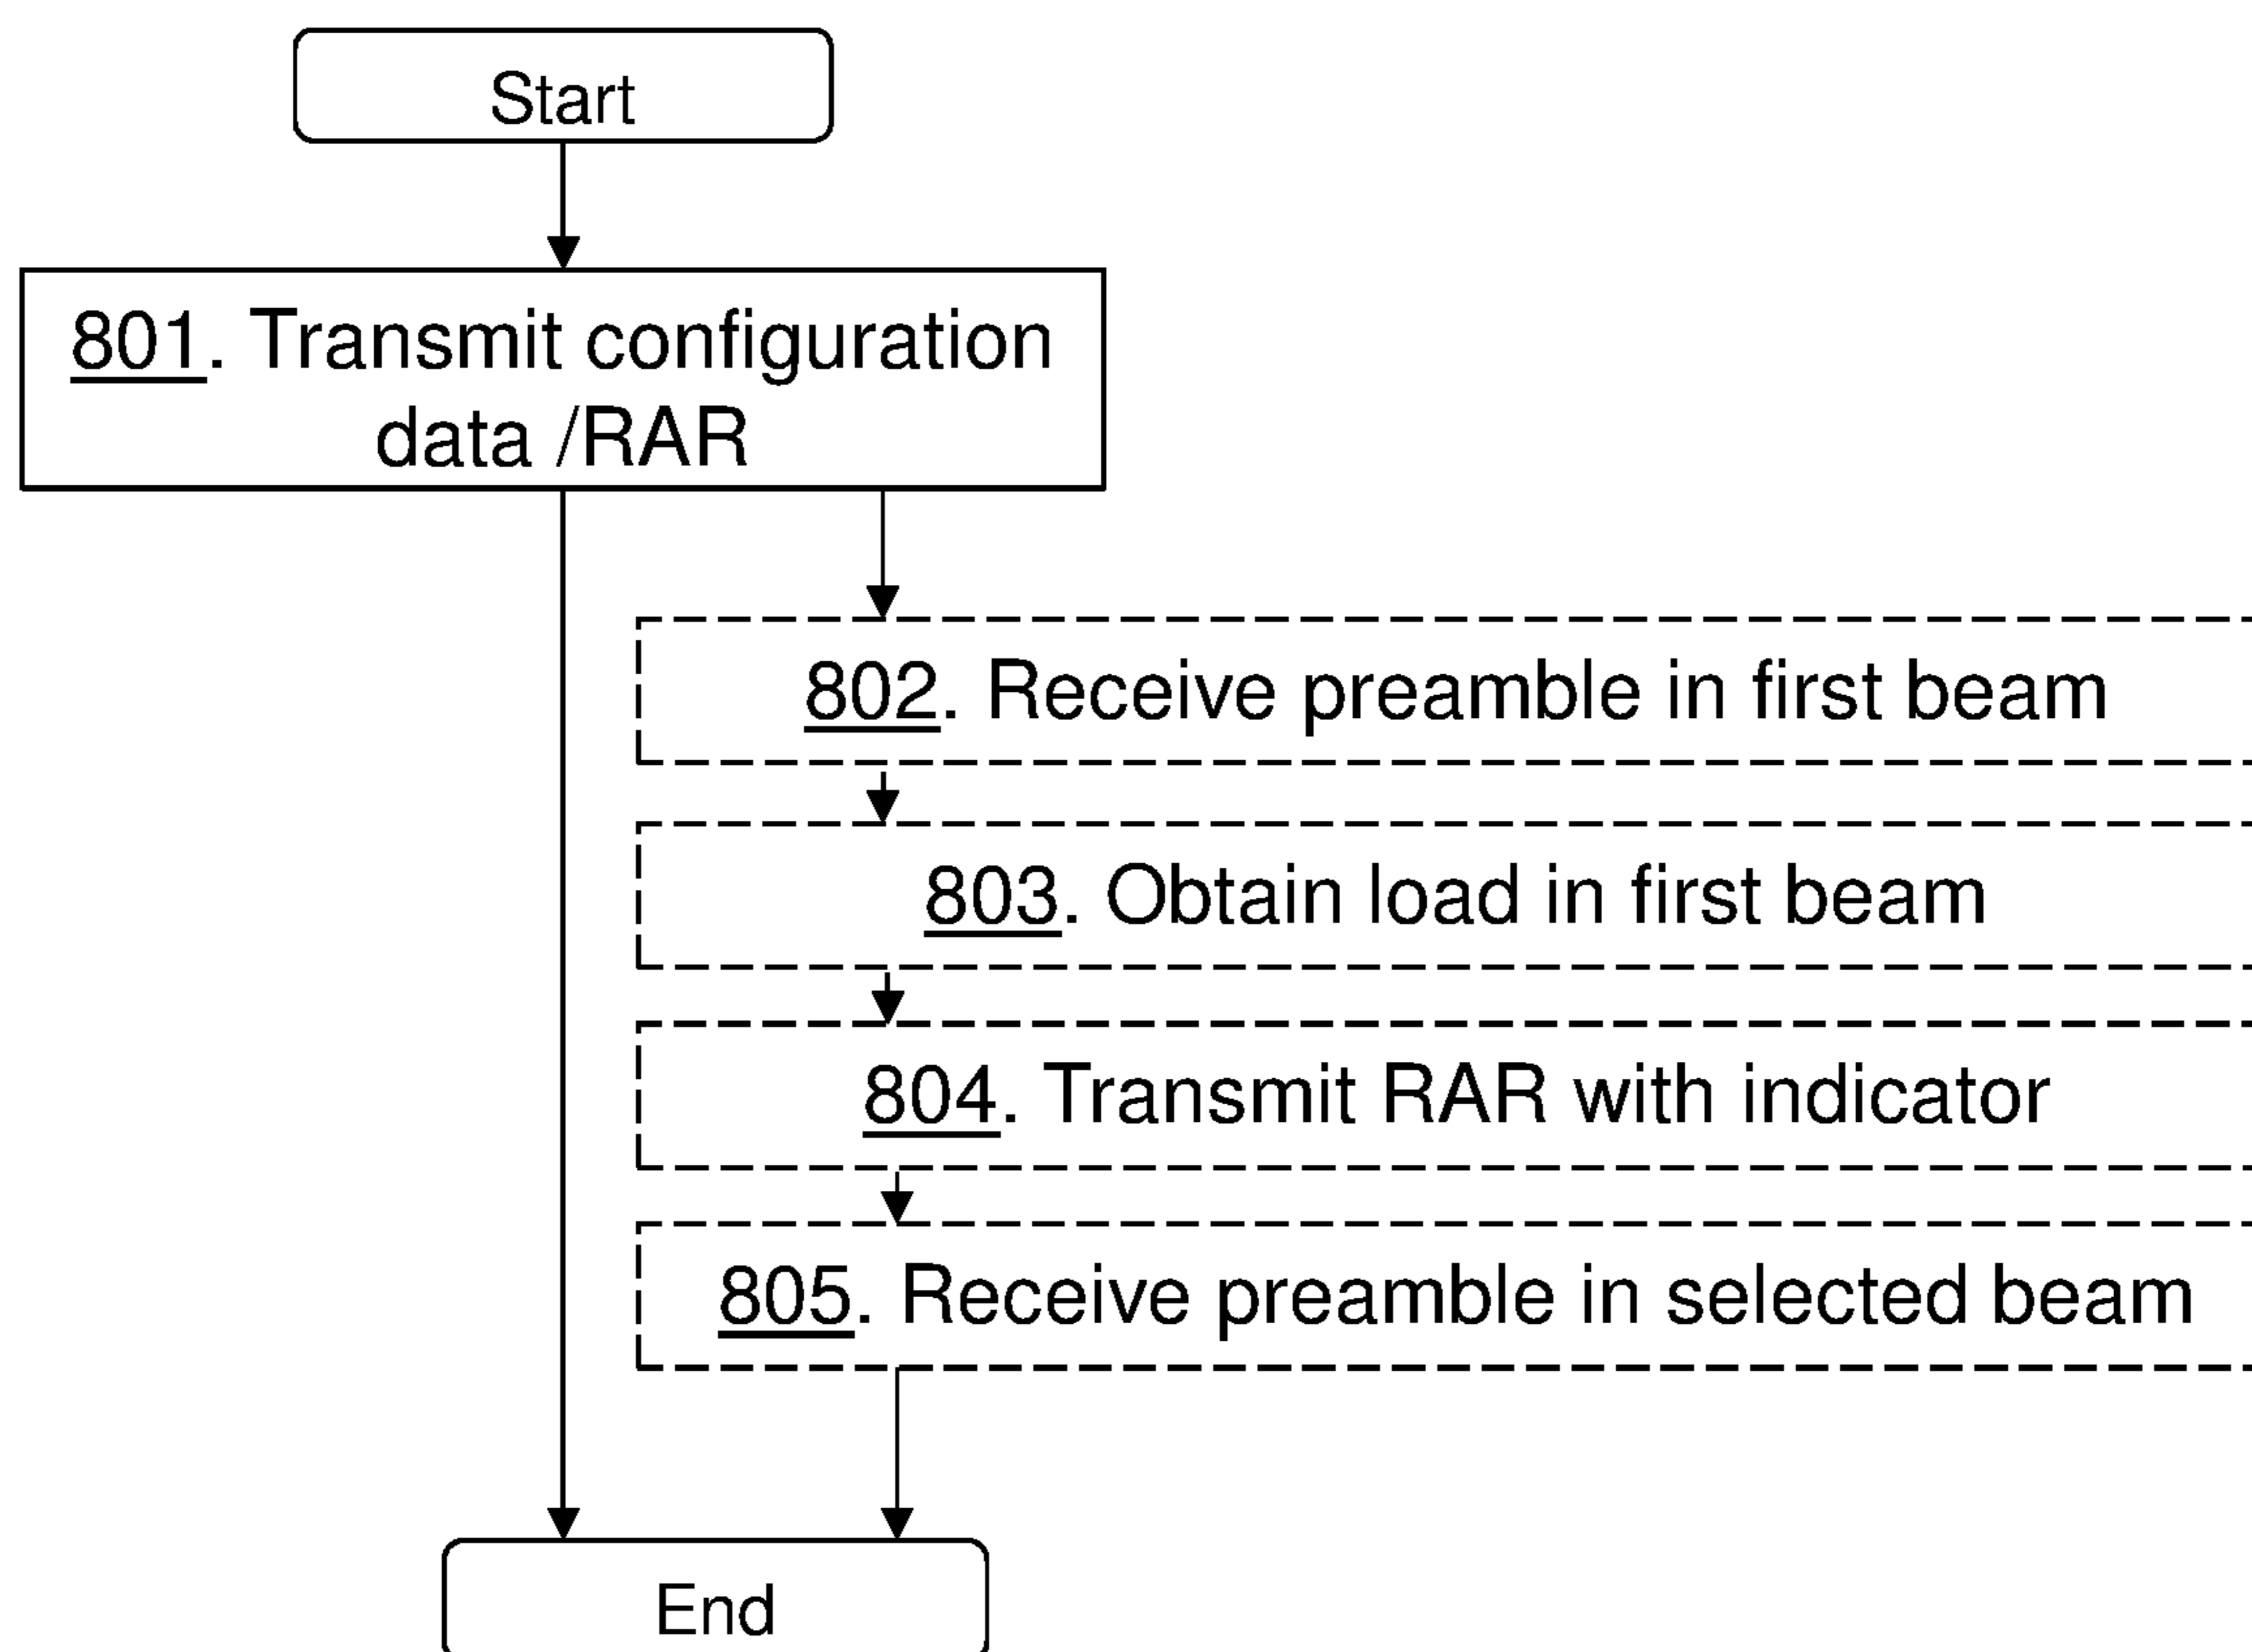 Start
801. Transmit configuration
data /RAR
802. Receive preamble in first beam
803. Obtain load in first beam
804. Transmit RAR with indicator
805. Receive preamble in selected beam
End